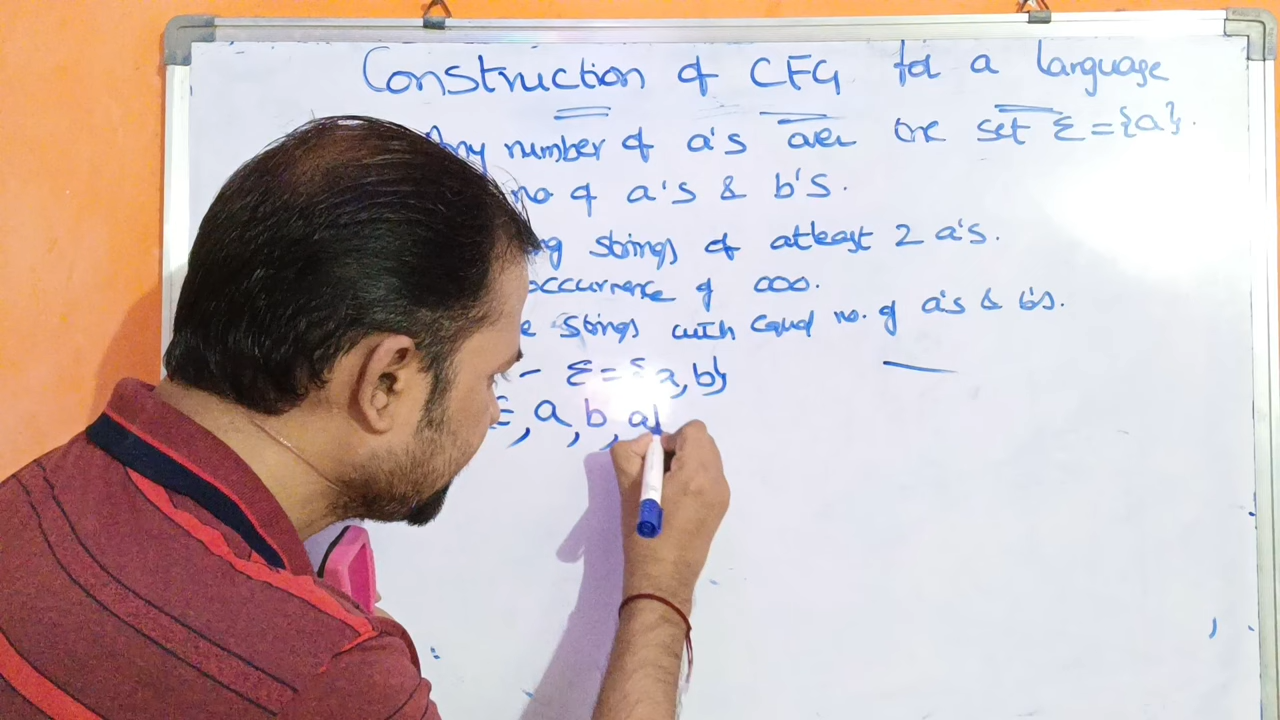 Construction of CFG for a language
Any number of a's over the set Σ={a}.
no of a's & b's.
strings of atleast 2 a's.
occurrence of 000.
strings with equal no. of a's & b's.
- Σ={a,b}
ε, a, b, a